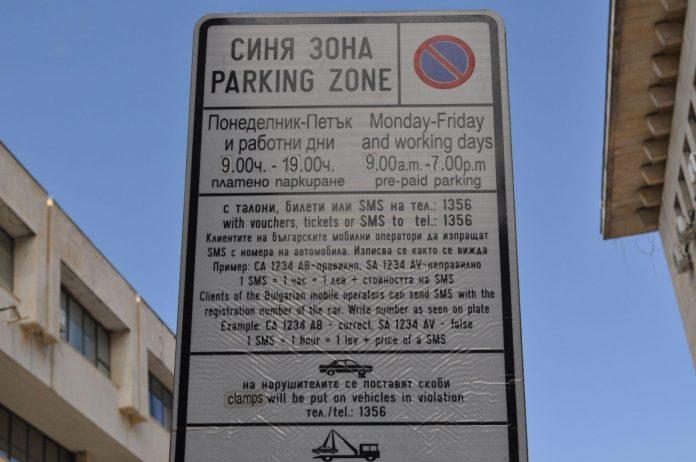 СИНЯ ЗОНА
PARKING ZONE
Понеделник-Петък
и работни дни
9.00ч. - 19.00ч.
платено паркиране
Monday-Friday
and working days
9.00a.m.-7.00p.m
pre-paid parking
с талони, билети или SMS на тел.: 1356
with vouchers, tickets or SMS to tel.: 1356
Клиентите на българските мобилни оператори да изпращат
SMS с номера на автомобила. Изписва се както се вижда
Пример: CA 1234 AB-правилно, SA 1234 AV-неправилно
1 SMS = 1 час = 1 лев + стойността на SMS
Clients of the Bulgarian mobile operators can send SMS with the
registration number of the car. Write number as seen on plate
Example: CA 1234 AB - correct, SA 1234 AV - false
1 SMS = 1 hour = 1 lev + price of a SMS
на нарушителите се поставят скоби
clamps will be put on vehicles in violation
тел./tel.: 1356